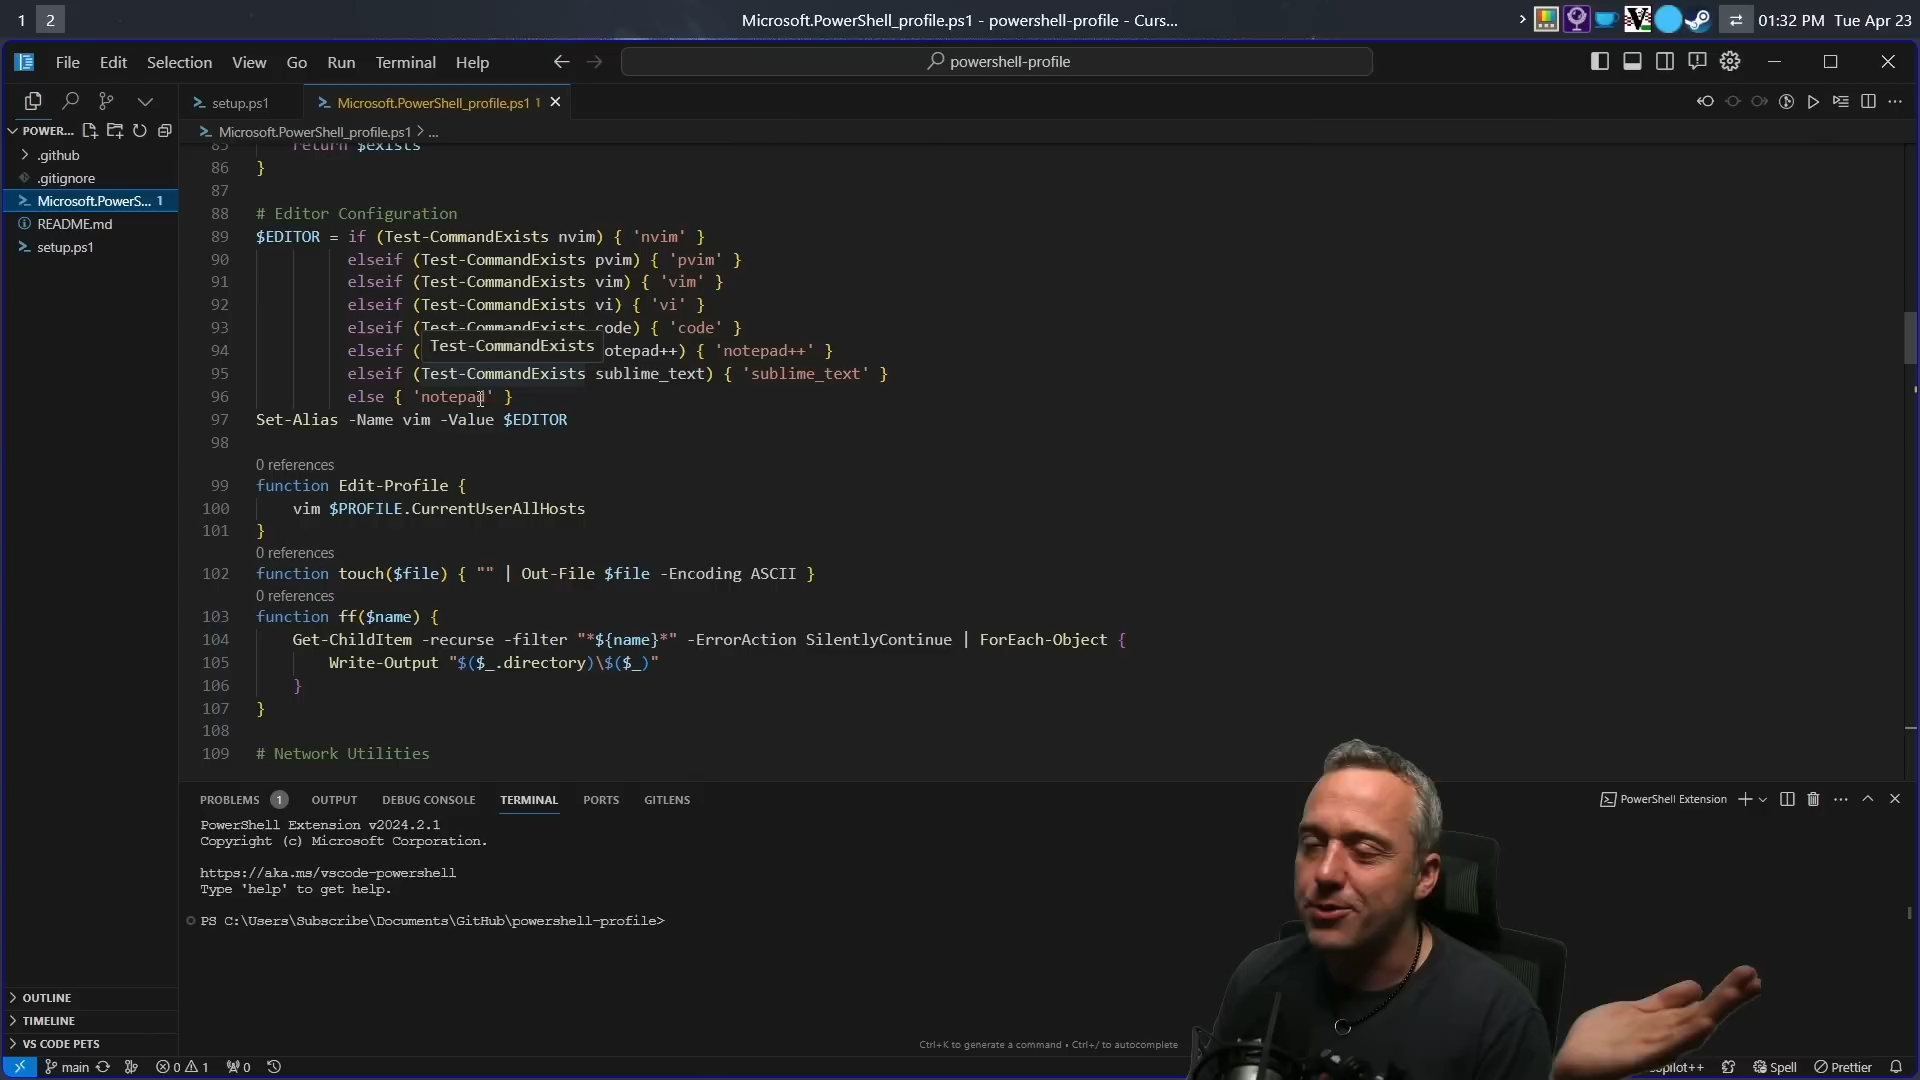 1 2 Microsoft.PowerShell_profile.ps1 - powershell-profile - Curs... 01:32 PM Tue Apr 23
File Edit Selection View Go Run Terminal Help powershell-profile
setup.ps1 Microsoft.PowerShell_profile.ps1 1
POWER...
Microsoft.PowerShell_profile.ps1 > ...
.github
.gitignore
Microsoft.PowerS... 1
README.md
setup.ps1
85 return $exists
86 }
87
88 # Editor Configuration
89 $EDITOR = if (Test-CommandExists nvim) { 'nvim' }
90 elseif (Test-CommandExists pvim) { 'pvim' }
91 elseif (Test-CommandExists vim) { 'vim' }
92 elseif (Test-CommandExists vi) { 'vi' }
93 elseif (Test-CommandExists code) { 'code' }
94 elseif ( Test-CommandExists otepad++) { 'notepad++' }
95 elseif (Test-CommandExists sublime_text) { 'sublime_text' }
96 else { 'notepad' }
97 Set-Alias -Name vim -Value $EDITOR
98
0 references
99 function Edit-Profile {
100 vim $PROFILE.CurrentUserAllHosts
101 }
0 references
102 function touch($file) { "" | Out-File $file -Encoding ASCII }
0 references
103 function ff($name) {
104 Get-ChildItem -recurse -filter "*${name}*" -ErrorAction SilentlyContinue | ForEach-Object {
105 Write-Output "$($_.directory)\$($_)"
106 }
107 }
108
109 # Network Utilities
PROBLEMS 1 OUTPUT DEBUG CONSOLE TERMINAL PORTS GITLENS PowerShell Extension
PowerShell Extension v2024.2.1
Copyright (c) Microsoft Corporation.
https://aka.ms/vscode-powershell
Type 'help' to get help.
PS C:\Users\Subscribe\Documents\GitHub\powershell-profile>
OUTLINE
TIMELINE
VS CODE PETS
Ctrl+K to generate a command • Ctrl+/ to autocomplete
main 0 1 0 pilot++ Spell Prettier